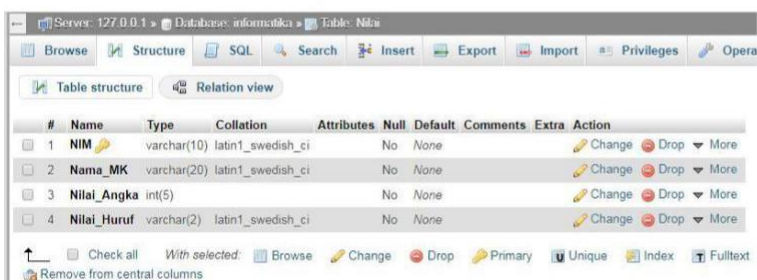 Server: 127.0.0.1 » Database: informatika » Table: Nilai
Browse Structure SQL Search Insert Export Import Privileges Opera
Table structure Relation view
# Name Type Collation Attributes Null Default Comments Extra Action
1 NIM varchar(10) latin1_swedish_ci No None Change Drop More
2 Nama_MK varchar(20) latin1_swedish_ci No None Change Drop More
3 Nilai_Angka int(5) No None Change Drop More
4 Nilai_Huruf varchar(2) latin1_swedish_ci No None Change Drop More
Check all With selected: Browse Change Drop Primary Unique Index Fulltext
Remove from central columns